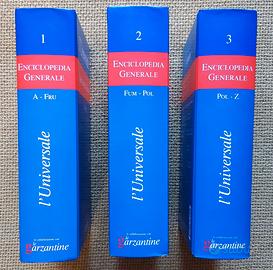 1
ENCICLOPEDIA
GENERALE
A - FRU
l'Universale
Garzantine
2
ENCICLOPEDIA
GENERALE
FUM - POL
l'Universale
Garzantine
3
ENCICLOPEDIA
GENERALE
POL - Z
l'Universale
Garzantine